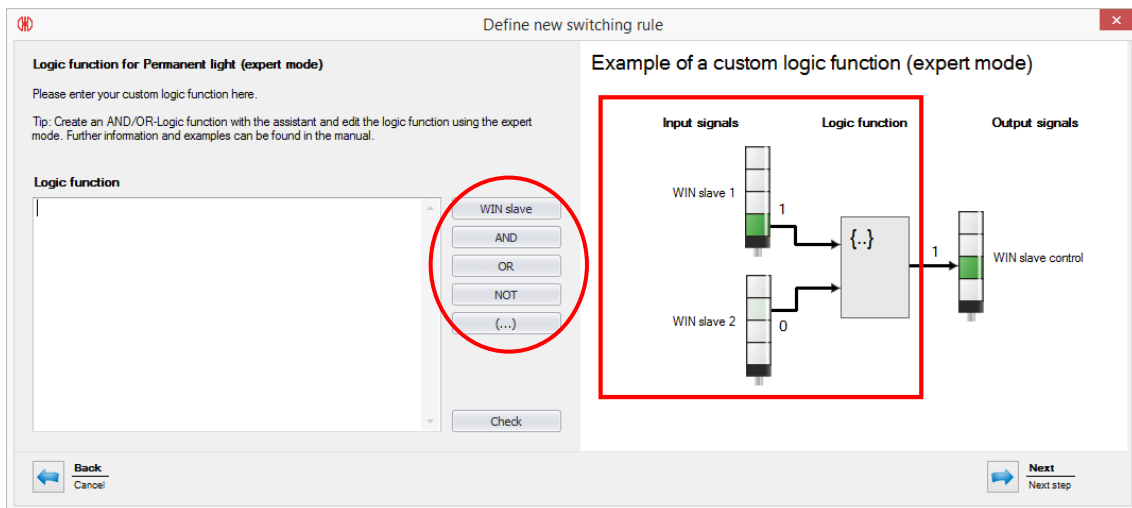 Define new switching rule
Logic function for Permanent light (expert mode)
Please enter your custom logic function here.
Tip: Create an AND/OR-Logic function with the assistant and edit the logic function using the expert
mode. Further information and examples can be found in the manual.
Logic function
WIN slave
AND
OR
NOT
(...)
Check
Example of a custom logic function (expert mode)
Input signals
Logic function
Output signals
WIN slave 1
1
{..}
1
WIN slave control
WIN slave 2
0
Back
Cancel
Next
Next step